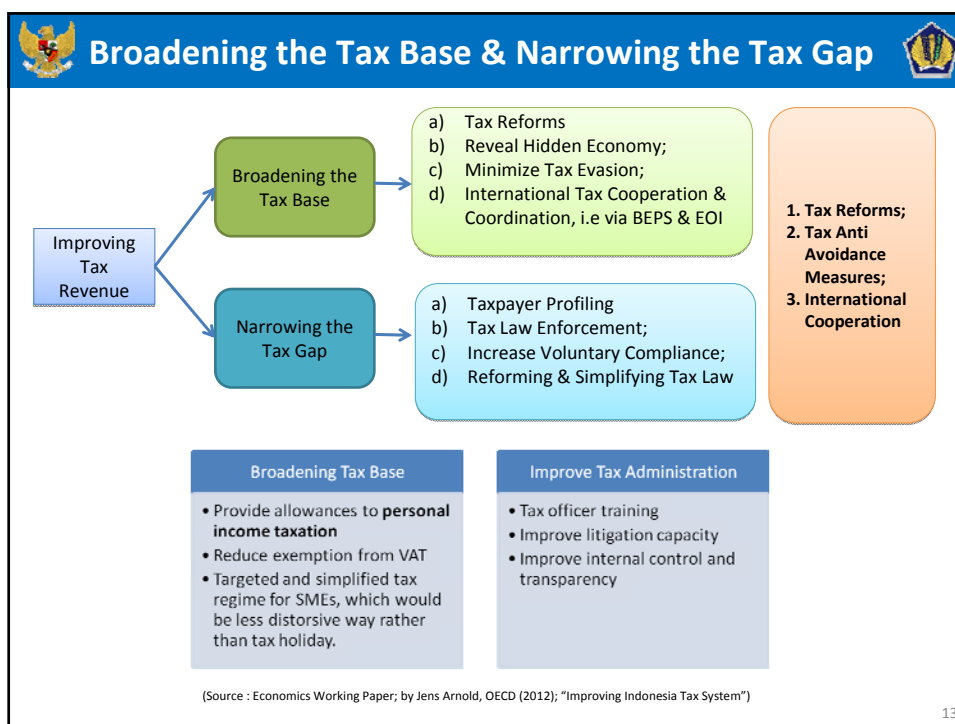 Broadening the Tax Base & Narrowing the Tax Gap
Improving
Tax
Revenue
Broadening the
Tax Base
a) Tax Reforms
b) Reveal Hidden Economy;
c) Minimize Tax Evasion;
d) International Tax Cooperation &
Coordination, i.e via BEPS & EOI
Narrowing the
Tax Gap
a) Taxpayer Profiling
b) Tax Law Enforcement;
c) Increase Voluntary Compliance;
d) Reforming & Simplifying Tax Law
1. Tax Reforms;
2. Tax Anti
Avoidance
Measures;
3. International
Cooperation
Broadening Tax Base
• Provide allowances to personal
income taxation
• Reduce exemption from VAT
• Targeted and simplified tax
regime for SMEs, which would
be less distorsive way rather
than tax holiday.
Improve Tax Administration
• Tax officer training
• Improve litigation capacity
• Improve internal control and
transparency
(Source : Economics Working Paper; by Jens Arnold, OECD (2012); “Improving Indonesia Tax System”)
13